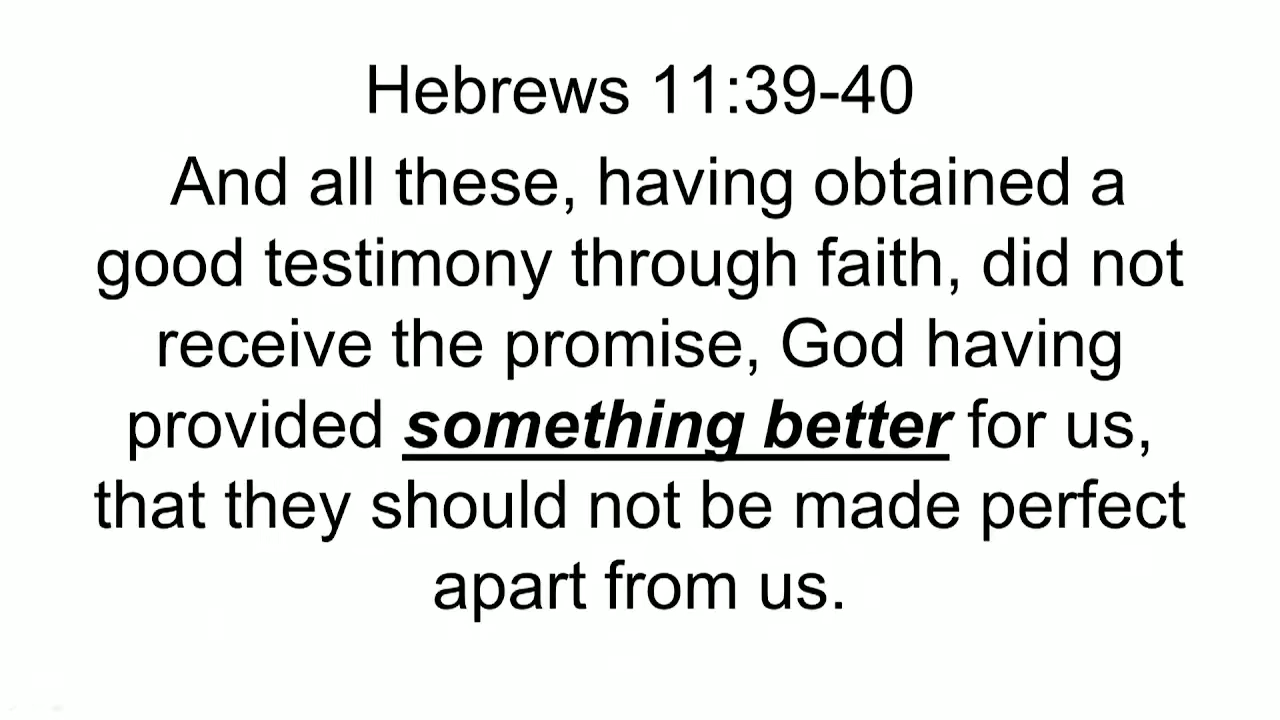 Hebrews 11:39-40
And all these, having obtained a
good testimony through faith, did not
receive the promise, God having
provided something better for us,
that they should not be made perfect
apart from us.